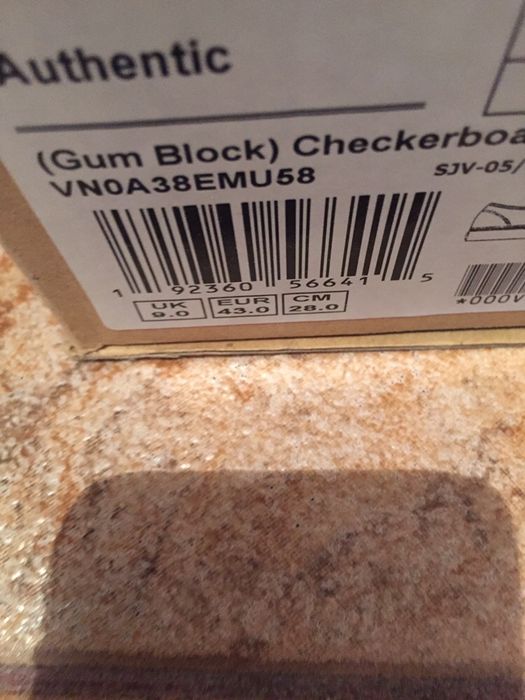 Authentic
(Gum Block) Checkerboa
VN0A38EMU58
SJV-05/
1 92360 56641 5
UK EUR CM
9.0 43.0 28.0
*000V